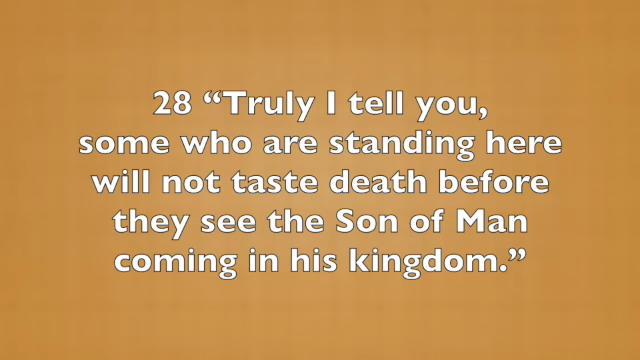 28 “Truly I tell you,
some who are standing here
will not taste death before
they see the Son of Man
coming in his kingdom.”